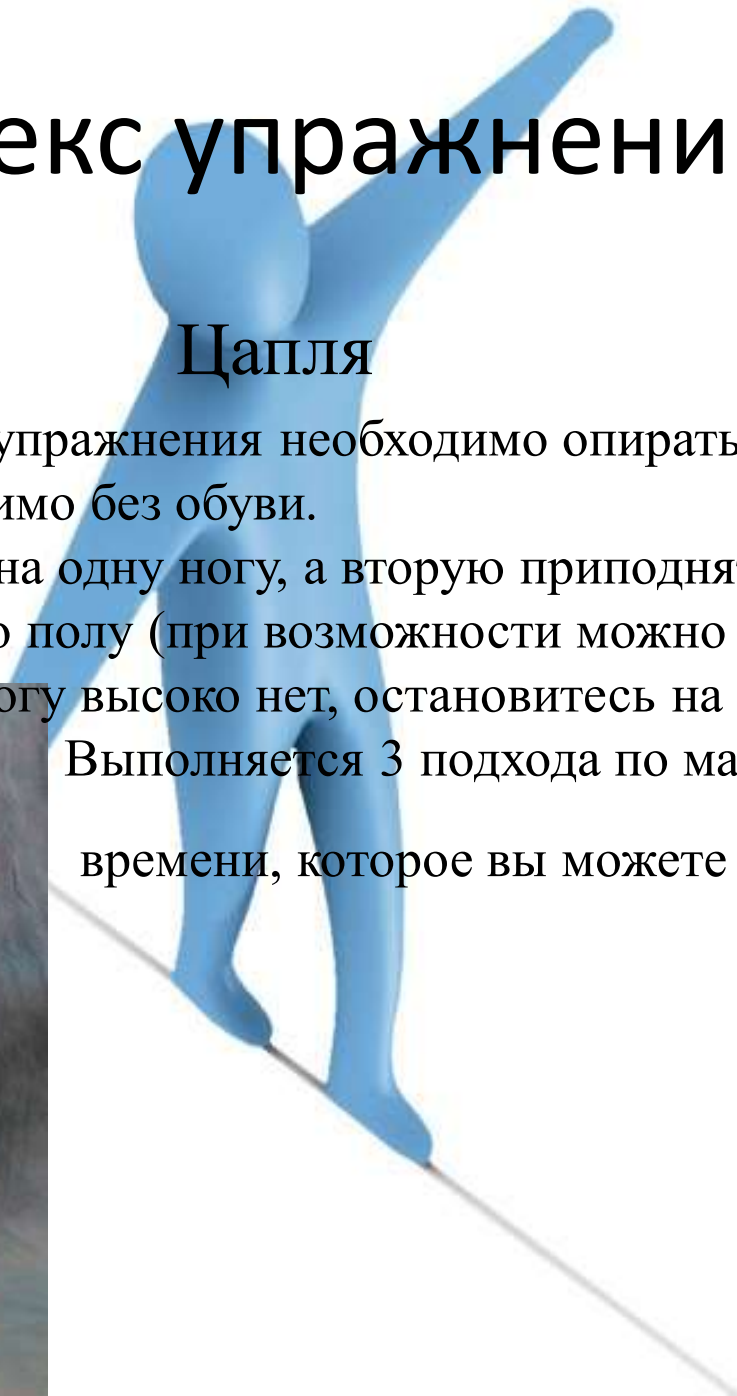 екс упражнени
Цапля
упражнения необходимо опирать
имо без обуви.
на одну ногу, а вторую приподня
о полу (при возможности можно
огу высоко нет, остановитесь на
Выполняется 3 подхода по ма
времени, которое вы можете